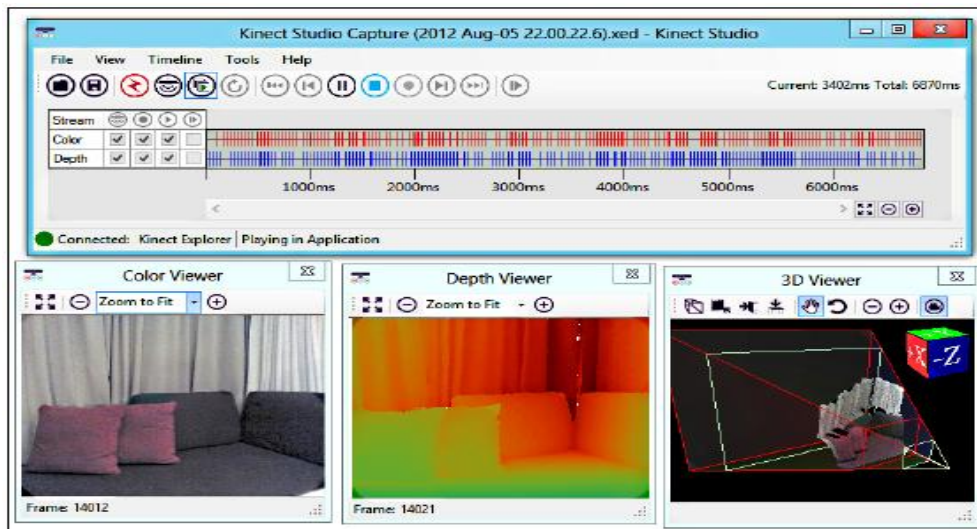 Kinect Studio Capture (2012 Aug-05 22.00.22.6).xed - Kinect Studio
File View Timeline Tools Help
Current: 3402ms Total: 6870ms
Stream
Color
Depth
1000ms 2000ms 3000ms 4000ms 5000ms 6000ms
Connected: Kinect Explorer Playing in Application
Color Viewer
Zoom to Fit
Frame: 14012
Depth Viewer
Zoom to Fit
Frame: 14021
3D Viewer
+X -Z